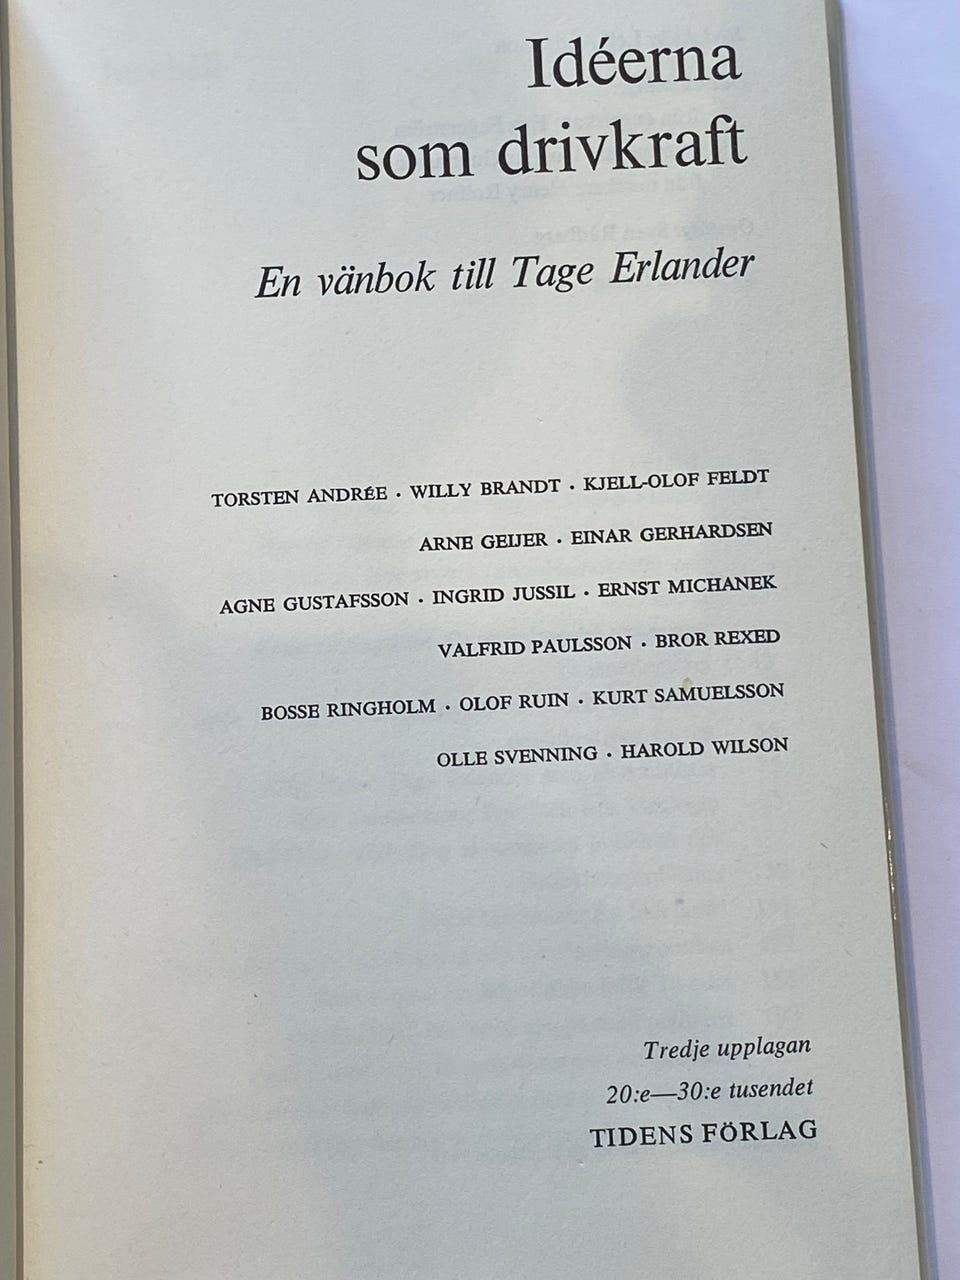 Idéerna
som drivkraft
En vänbok till Tage Erlander
TORSTEN ANDRÉE · WILLY BRANDT · KJELL-OLOF FELDT
ARNE GEIJER · EINAR GERHARDSEN
AGNE GUSTAFSSON · INGRID JUSSIL · ERNST MICHANEK
VALFRID PAULSSON · BROR REXED
BOSSE RINGHOLM · OLOF RUIN · KURT SAMUELSSON
OLLE SVENNING · HAROLD WILSON
Tredje upplagan
20:e—30:e tusendet
TIDENS FÖRLAG